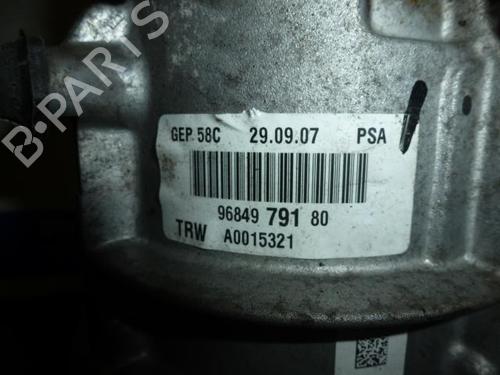 GEP 58C 29.09.07 PSA
96849 791 80
TRW A0015321
B-PARTS